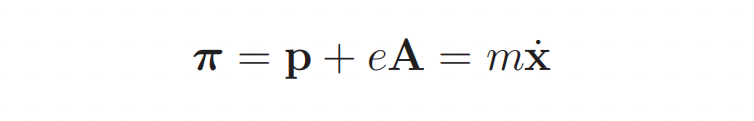 𝛑 = 𝐩 + e𝐀 = mẋ